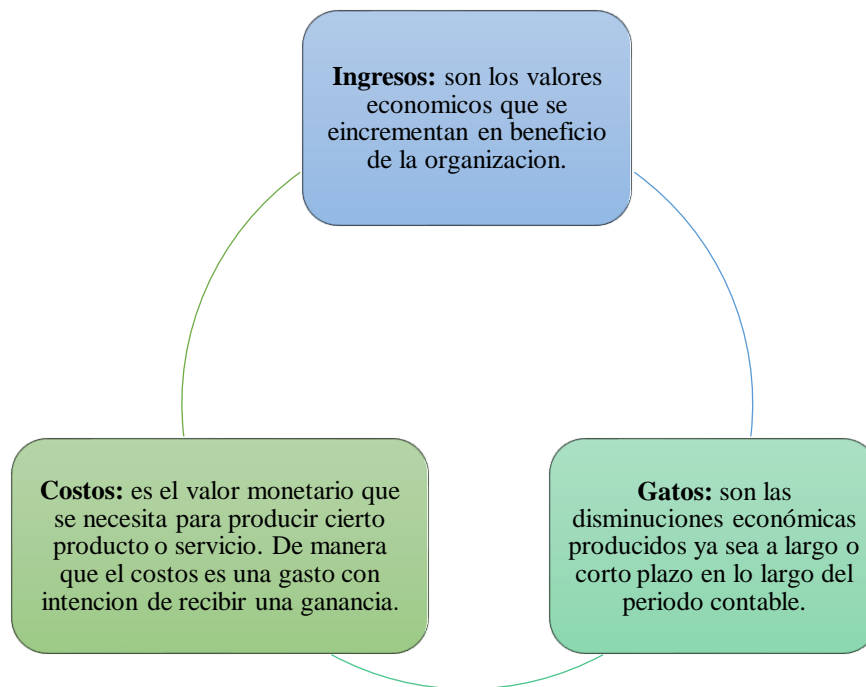 Ingresos: son los valores
economicos que se
eincrementan en beneficio
de la organizacion.
Costos: es el valor monetario que
se necesita para producir cierto
producto o servicio. De manera
que el costos es una gasto con
intencion de recibir una ganancia.
Gatos: son las
disminuciones económicas
producidos ya sea a largo o
corto plazo en lo largo del
periodo contable.